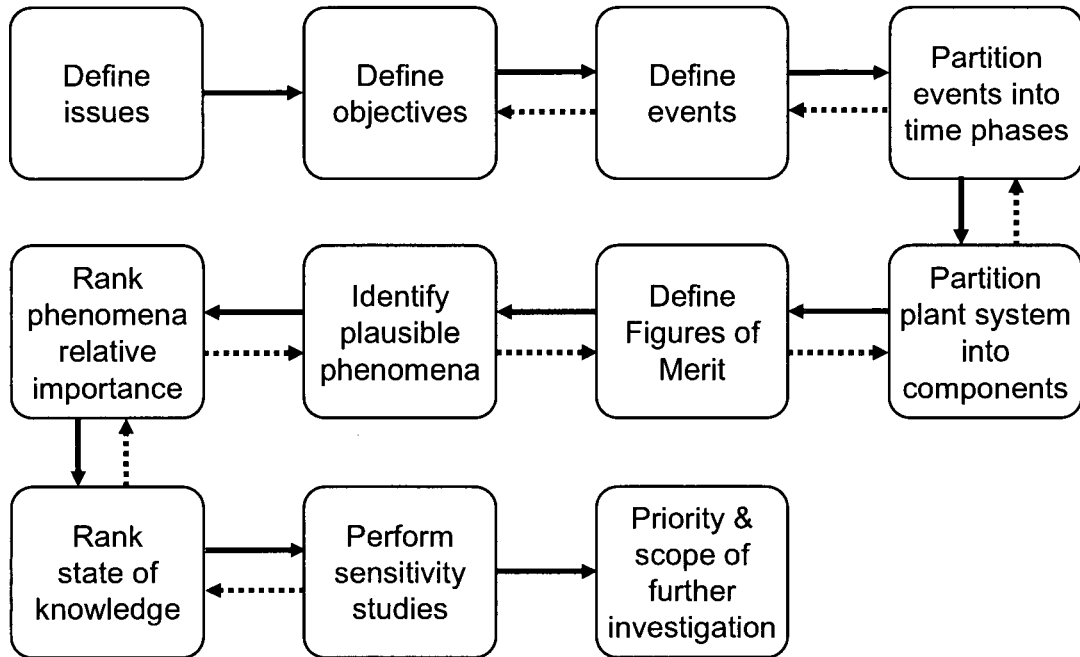 Define
issues
Define
objectives
Define
events
Partition
events into
time phases
Rank
phenomena
relative
importance
Identify
plausible
phenomena
Define
Figures of
Merit
Partition
plant system
into
components
Rank
state of
knowledge
Perform
sensitivity
studies
Priority &
scope of
further
investigation